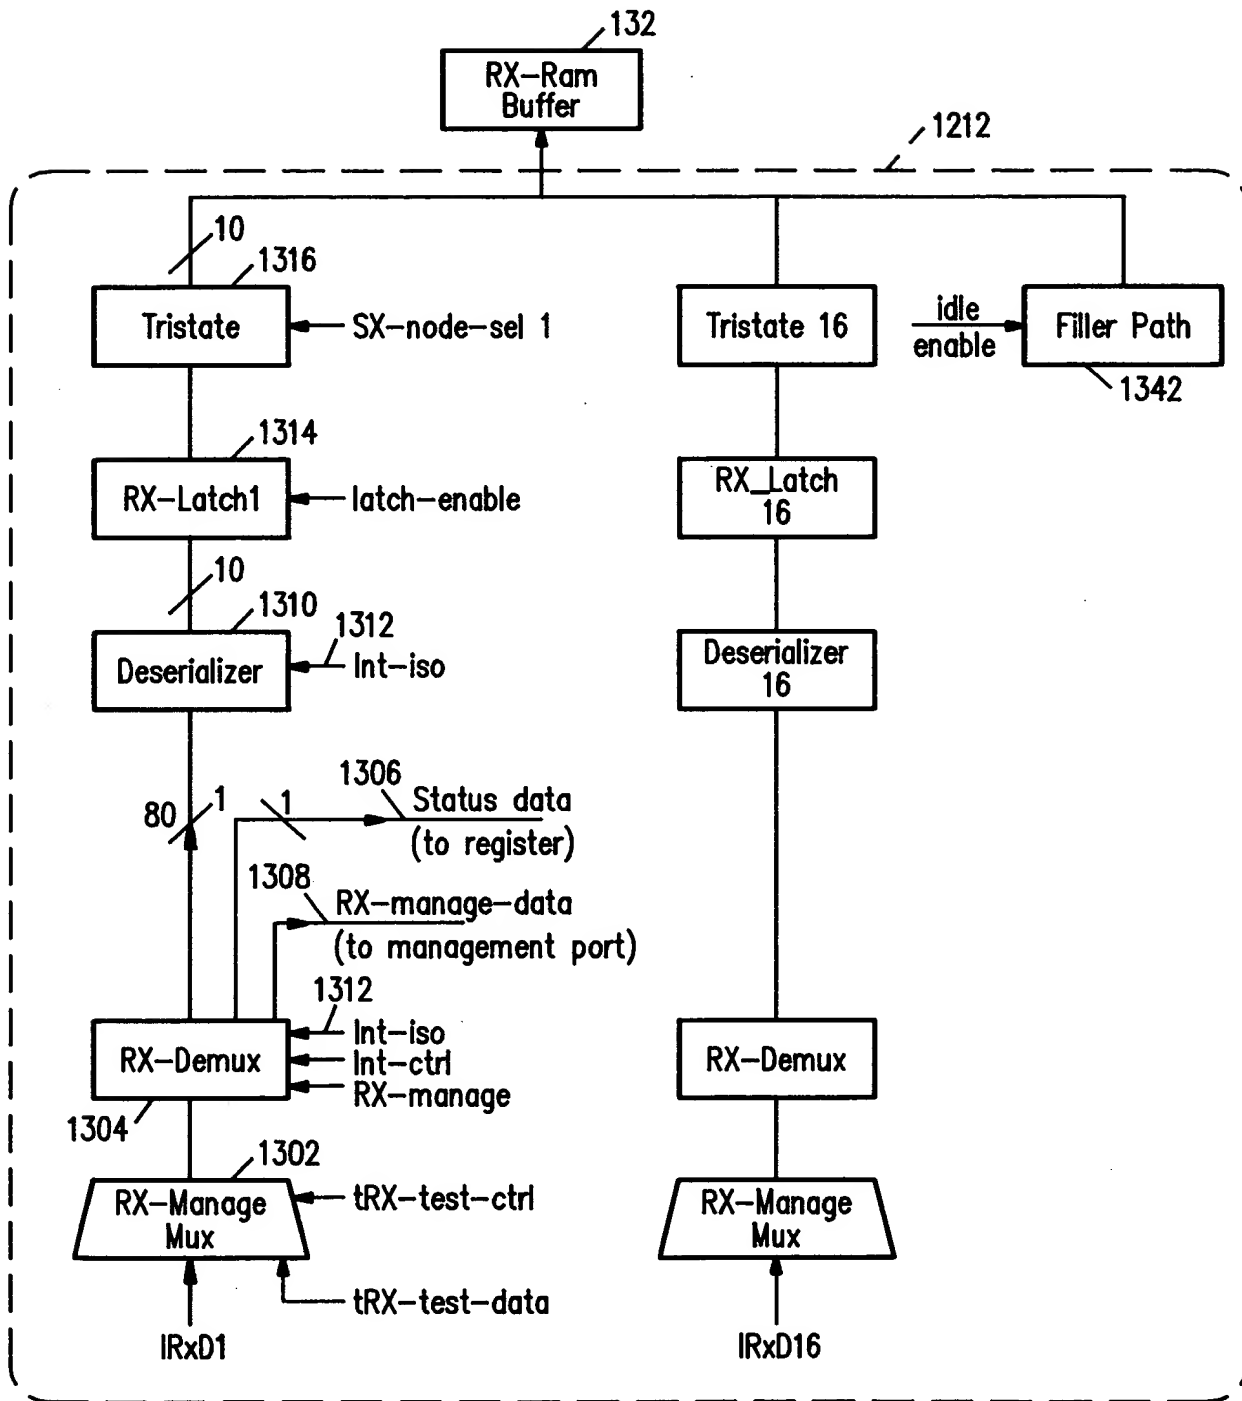 132
RX-Ram
Buffer
1212
10
1316
Tristate
SX-node-sel 1
Tristate 16
idle
enable
Filler Path
1342
1314
RX-Latch1
latch-enable
RX_Latch
16
10
1310
1312
Deserializer
Int-iso
Deserializer
16
1306
80
1
1
Status data
(to register)
1308
RX-manage-data
(to management port)
1312
RX-Demux
Int-iso
Int-ctrl
RX-manage
RX-Demux
1304
1302
RX-Manage
Mux
tRX-test-ctrl
RX-Manage
Mux
tRX-test-data
IRxD1
IRxD16